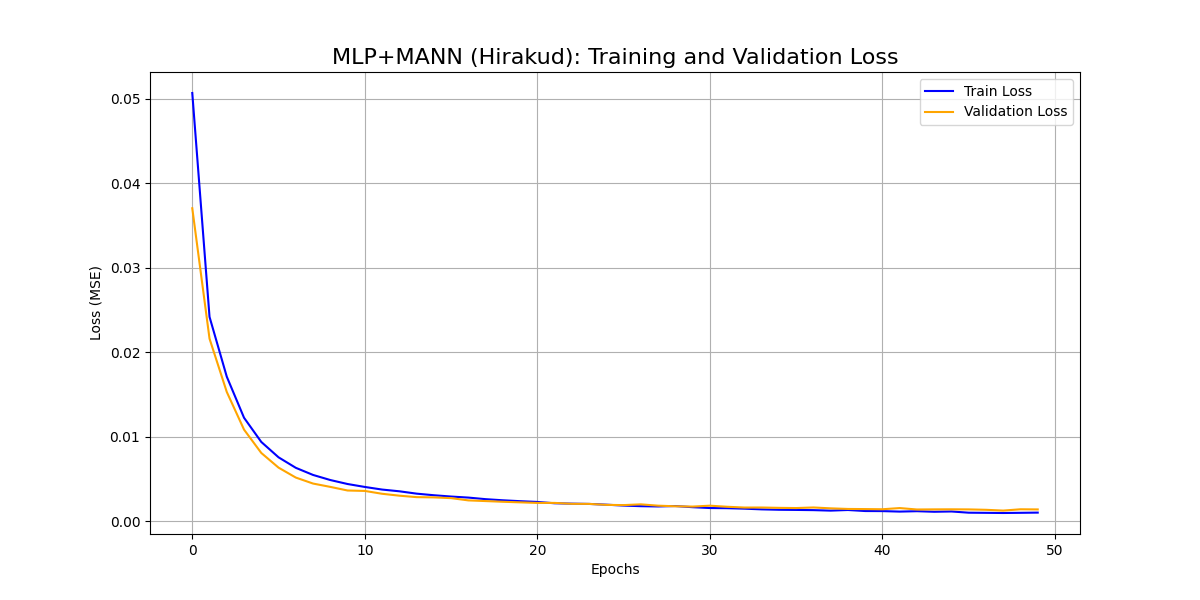 MLP+MANN (Hirakud): Training and Validation Loss
Train Loss
Validation Loss
0.05
0.04
0.03
0.02
0.01
0.00
Loss (MSE)
0 10 20 30 40 50
Epochs